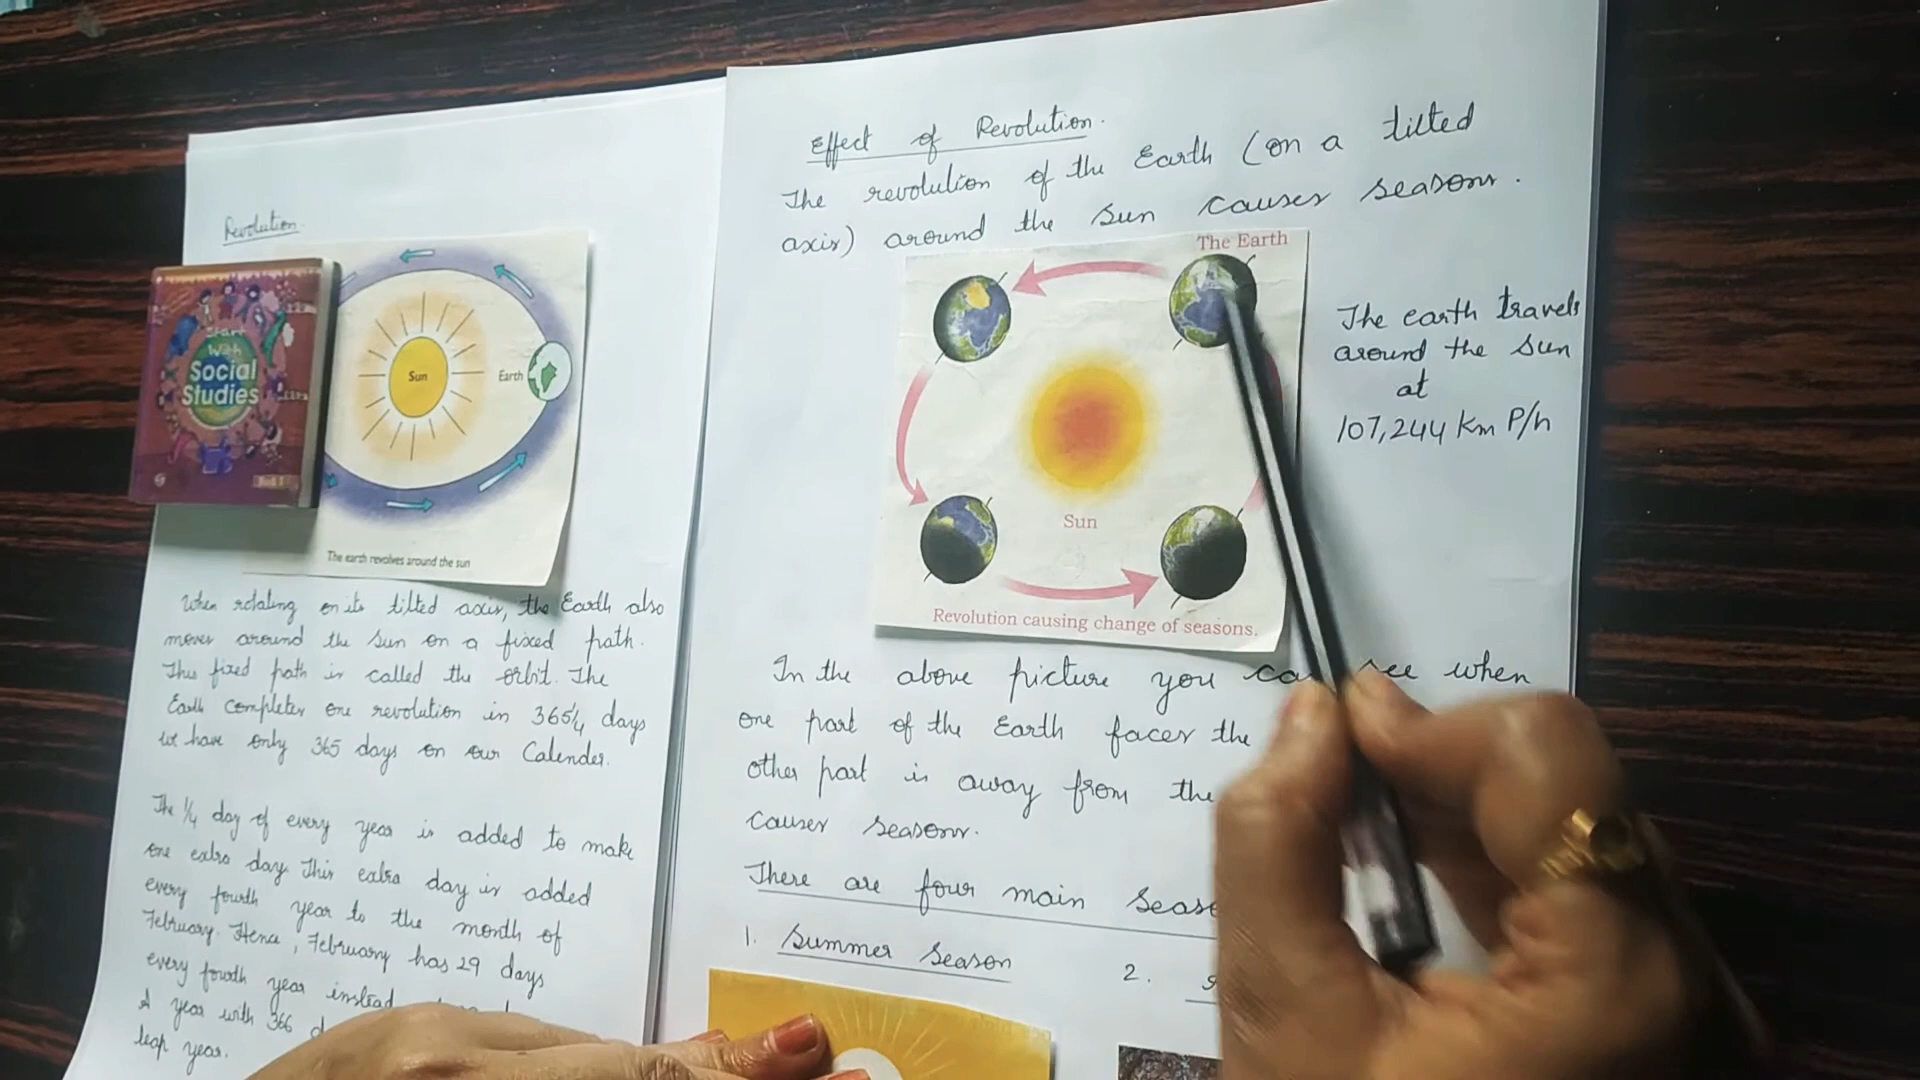 Revolution.
Start
With
Social
Studies
Sun
Earth
The earth revolves around the sun
When rotating on its tilted axis, the Earth also
moves around the sun on a fixed path.
This fixed path is called the orbit. The
Earth completes one revolution in 365 1/4 days
We have only 365 days on our Calender.
The 1/4 day of every year is added to make
one extra day. This extra day is added
every fourth year to the month of
February. Hence, February has 29 days
every fourth year instead
A year with 366 d
leap year.
Effect of Revolution.
The revolution of the Earth (on a tilted
axis) around the sun causes seasons.
The Earth
Sun
Revolution causing change of seasons.
The earth travels
around the sun
at
107,244 Km P/h
In the above picture you ca see when
one part of the Earth faces the
other part is away from the
causes seasons.
There are four main Seas
1. Summer Season
2.